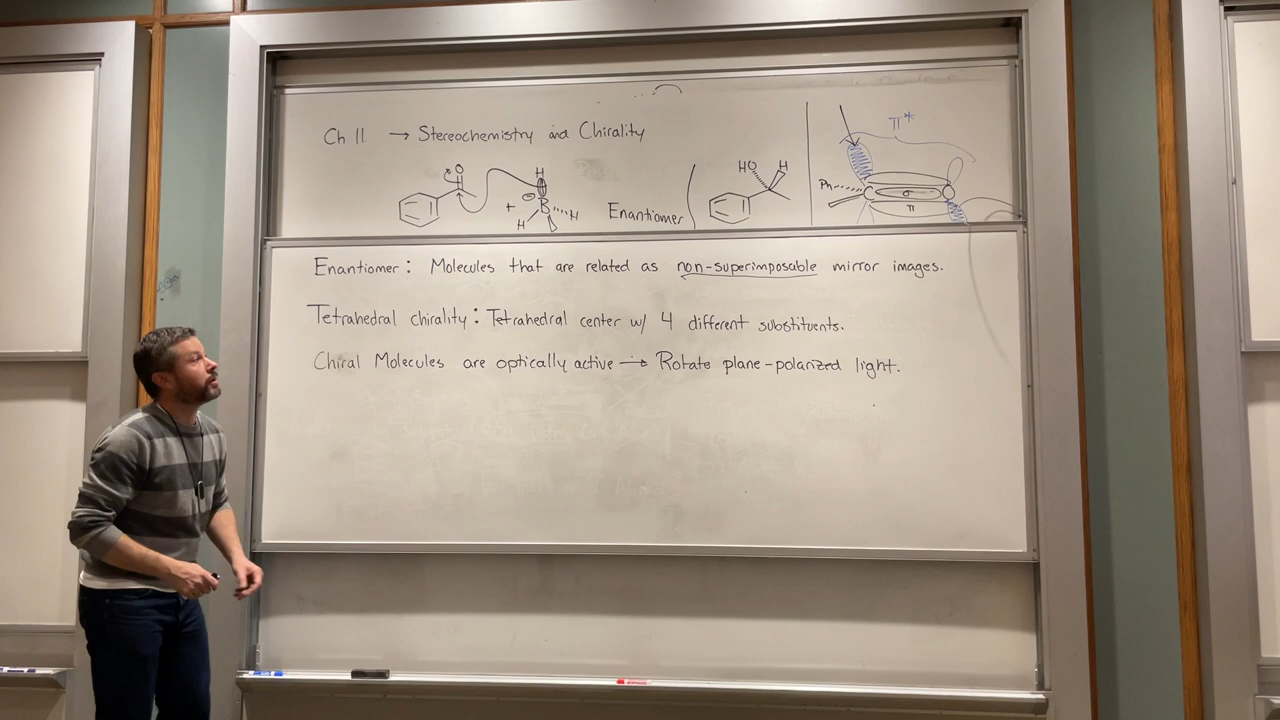 Ch 11. → Stereochemistry and Chirality
O
H
+
⊖
B
H
H
Enantiomer
HO
H
π*
Ph
σ
π
Enantiomer: Molecules that are related as non-superimposable mirror images.
Tetrahedral chirality: Tetrahedral center w/ 4 different substituents.
Chiral Molecules are optically active → Rotate plane-polarized light.